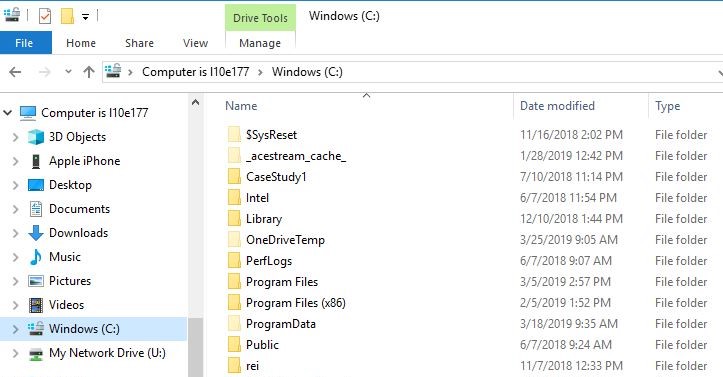 Drive Tools Windows (C:)
File Home Share View Manage
Computer is l10e177 Windows (C:)
Name Date modified Type
Computer is l10e177
3D Objects
Apple iPhone
Desktop
Documents
Downloads
Music
Pictures
Videos
Windows (C:)
My Network Drive (U:)
$SysReset 11/16/2018 2:02 PM File folder
_acestream_cache_ 1/28/2019 12:42 PM File folder
CaseStudy1 7/10/2018 11:14 PM File folder
Intel 6/7/2018 11:54 PM File folder
Library 12/10/2018 1:44 PM File folder
OneDriveTemp 3/25/2019 9:05 AM File folder
PerfLogs 6/7/2018 9:07 AM File folder
Program Files 3/5/2019 2:57 PM File folder
Program Files (x86) 2/5/2019 1:52 PM File folder
ProgramData 3/18/2019 9:35 AM File folder
Public 6/7/2018 9:24 AM File folder
rei 11/7/2018 12:33 PM File folder